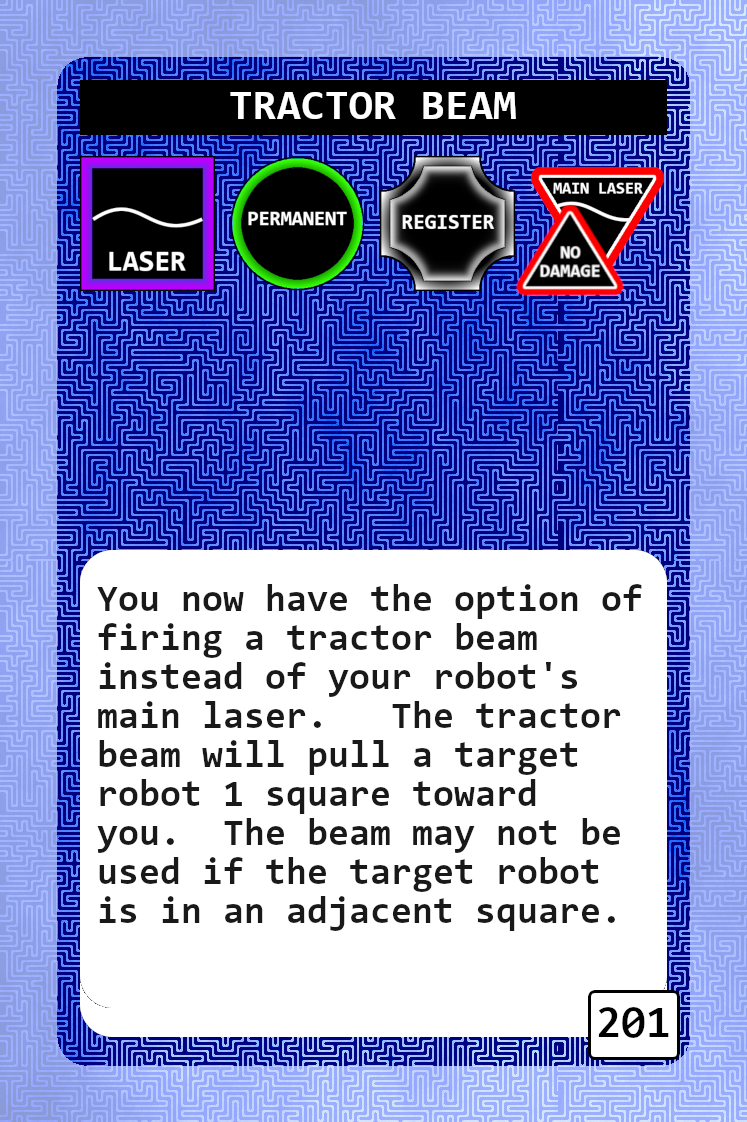 TRACTOR BEAM
LASER
PERMANENT
REGISTER
MAIN LASER
NO
DAMAGE
You now have the option of
firing a tractor beam
instead of your robot's
main laser.   The tractor
beam will pull a target
robot 1 square toward
you.  The beam may not be
used if the target robot
is in an adjacent square.
201